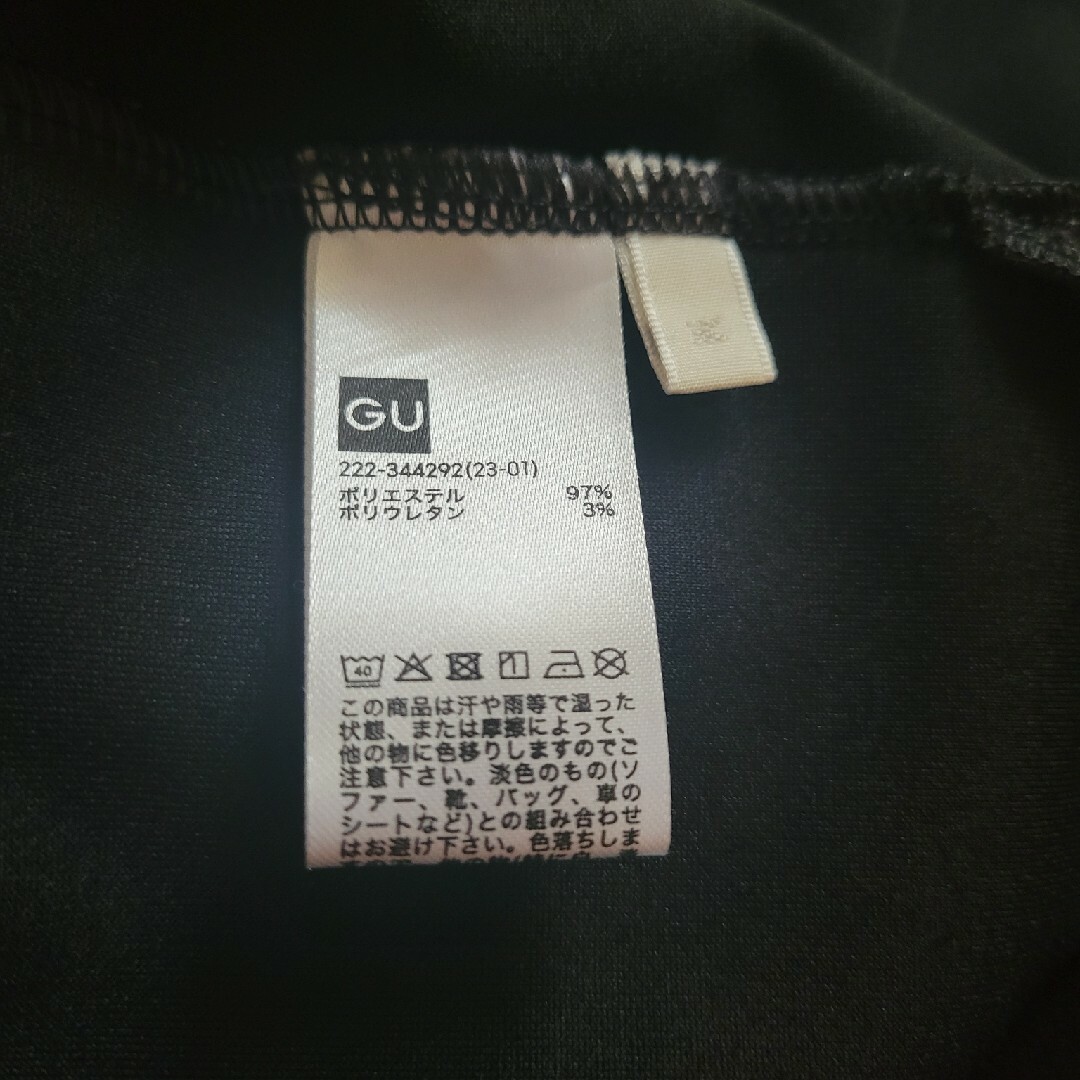 GU
222-344292(23-01)
ポリエステル 97%
ポリウレタン 3%
40
この商品は汗や雨等で湿った
状態、または摩擦によって、
他の物に色移りしますのでご
注意下さい。淡色のもの(ソ
ファー、靴、バッグ、車の
シートなど)との組み合わせ
はお避け下さい。色落ちしま